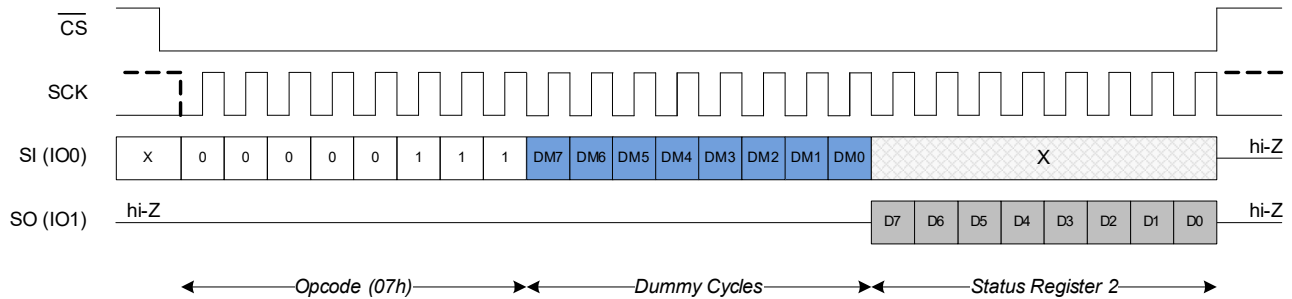 CS
SCK
SI (IO0) X 0 0 0 0 0 1 1 1 DM7 DM6 DM5 DM4 DM3 DM2 DM1 DM0 X hi-Z
SO (IO1) hi-Z D7 D6 D5 D4 D3 D2 D1 D0 hi-Z
Opcode (07h) Dummy Cycles Status Register 2